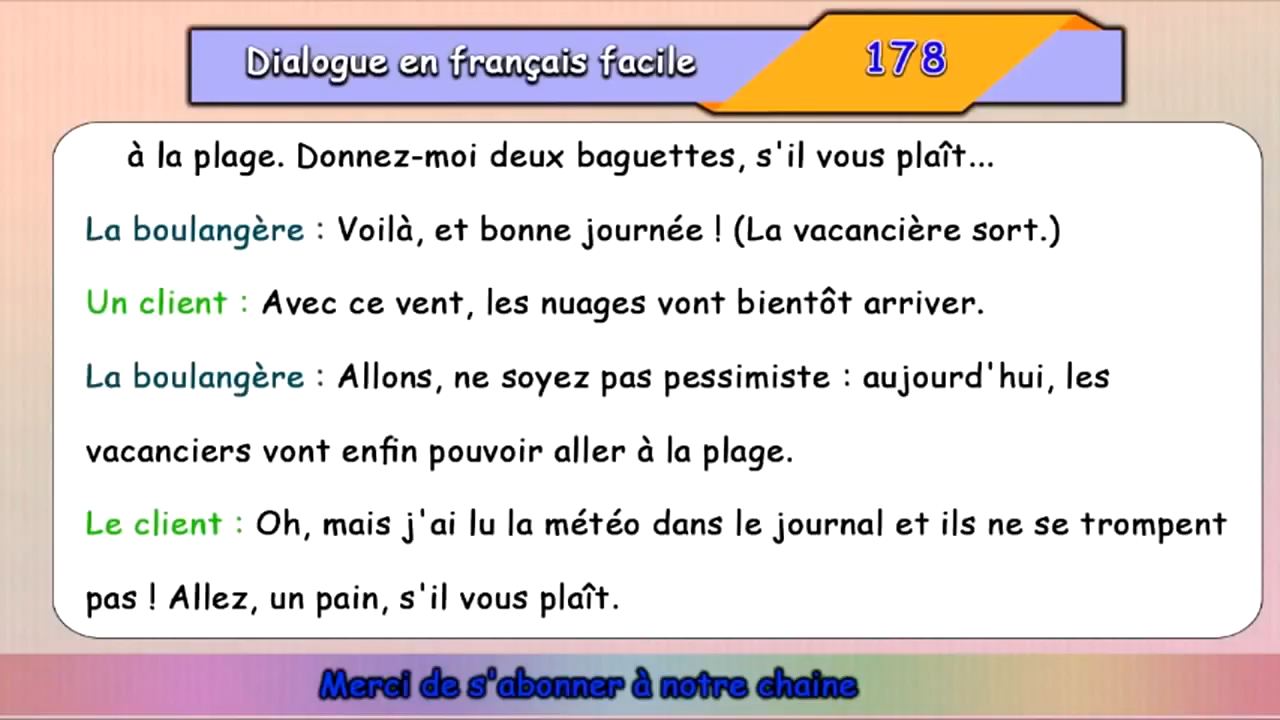 Dialogue en français facile 178
à la plage. Donnez-moi deux baguettes, s'il vous plaît...
La boulangère : Voilà, et bonne journée ! (La vacancière sort.)
Un client : Avec ce vent, les nuages vont bientôt arriver.
La boulangère : Allons, ne soyez pas pessimiste : aujourd'hui, les
vacanciers vont enfin pouvoir aller à la plage.
Le client : Oh, mais j'ai lu la météo dans le journal et ils ne se trompent
pas ! Allez, un pain, s'il vous plaît.
Merci de s'abonner à notre chaine